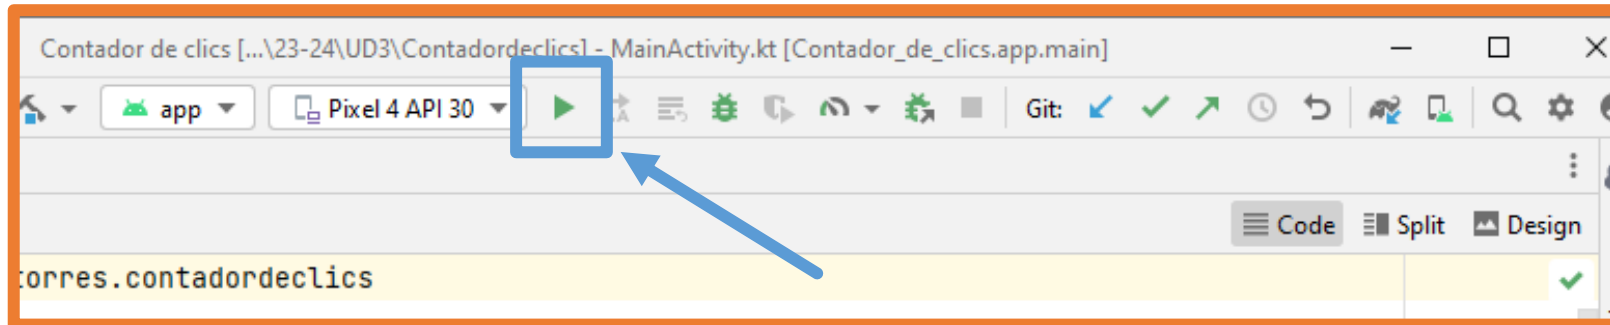 Contador de clics [...\23-24\UD3\Contadordeclics] - MainActivity.kt [Contador_de_clics.app.main]
app Pixel 4 API 30 Git:
Code Split Design
torres.contadordeclics